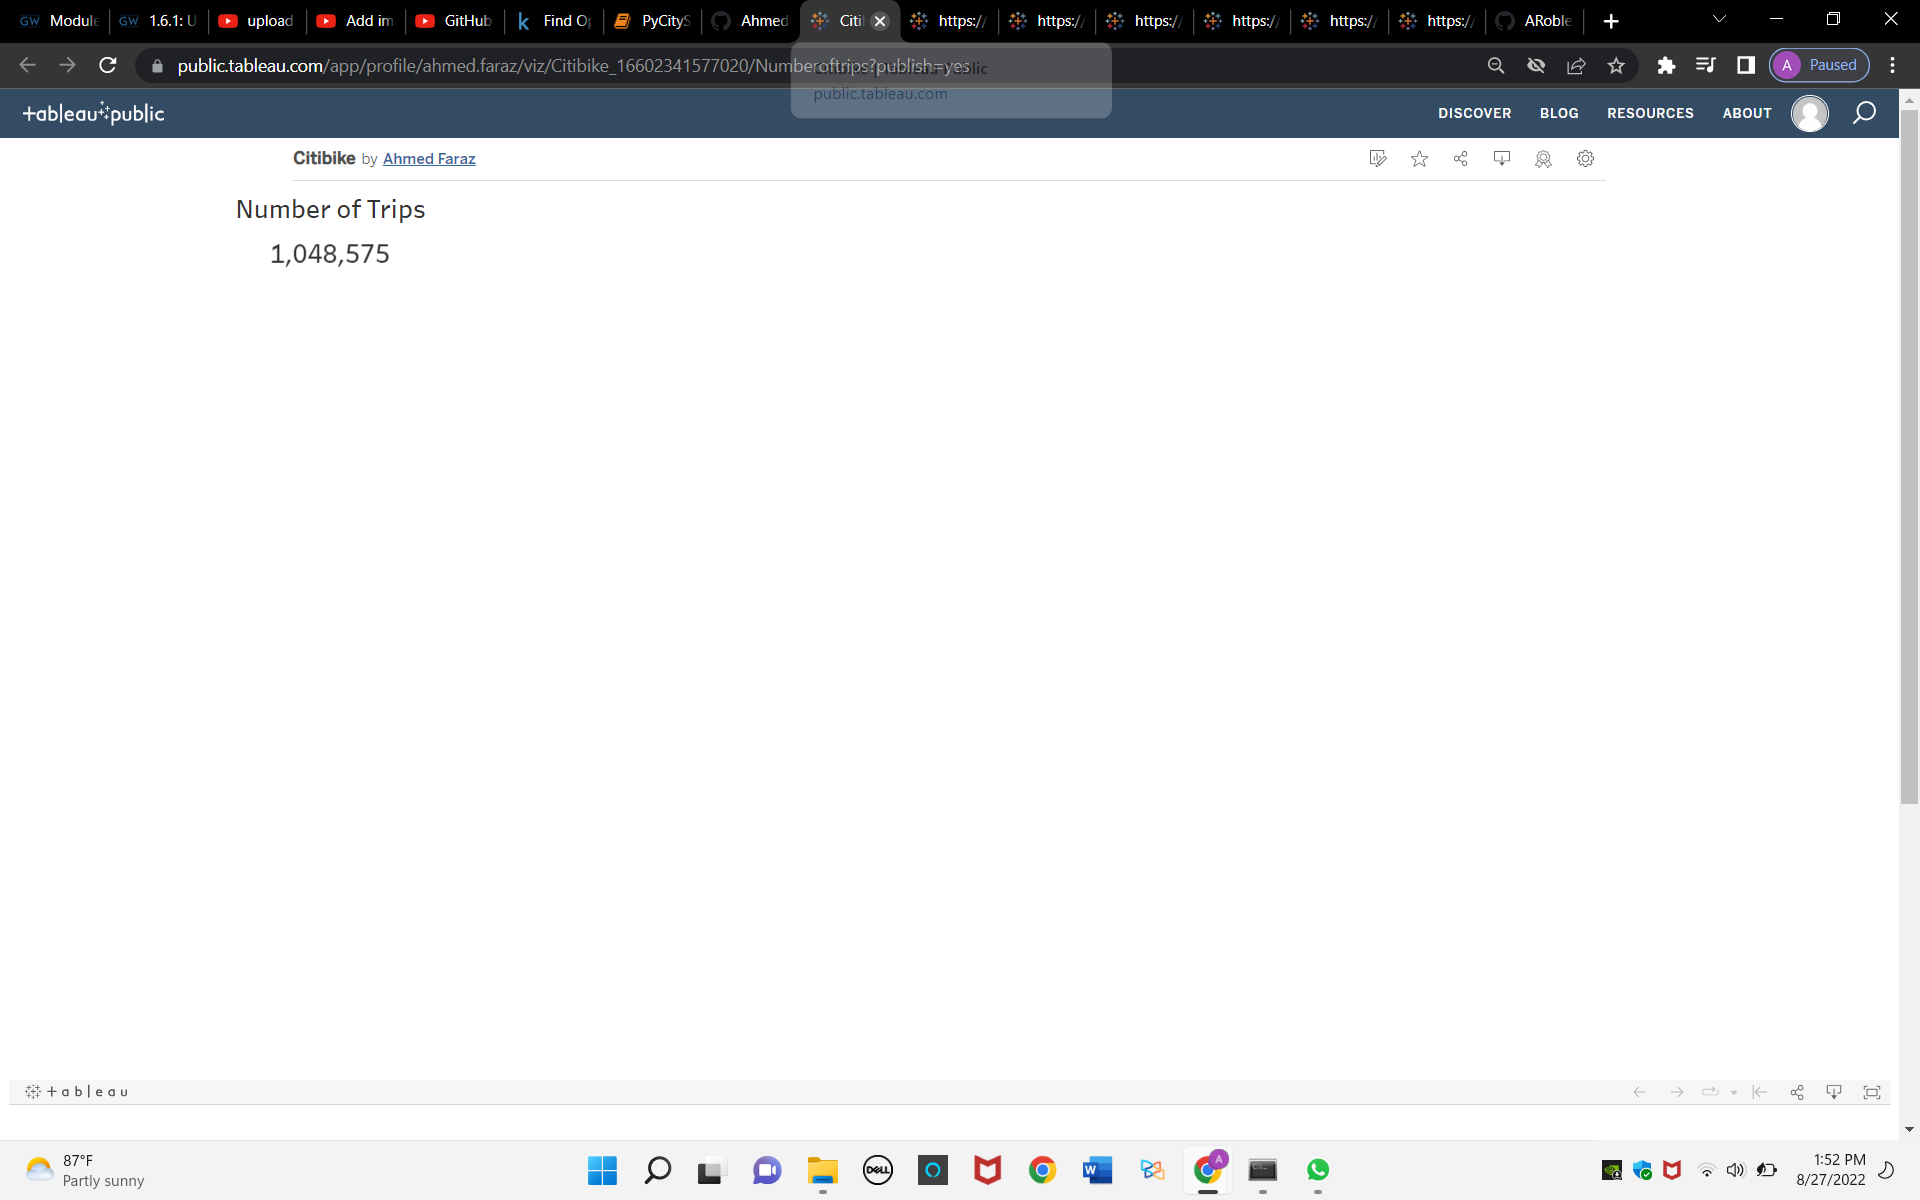 GW Module
GW 1.6.1: U
upload
Add im
GitHub
k Find Op
PyCityS
Ahmed
Citi
https:/
https:/
https:/
https:/
https:/
https:/
ARoble
public.tableau.com/app/profile/ahmed.faraz/viz/Citibike_16602341577020/Numberoftrips?publish=yes
A Paused
public.tableau.com
+ableau public
DISCOVER BLOG RESOURCES ABOUT
Citibike by Ahmed Faraz
Number of Trips
1,048,575
+ a b l e a u
87°F
Partly sunny
DELL
W
A
1:52 PM
8/27/2022